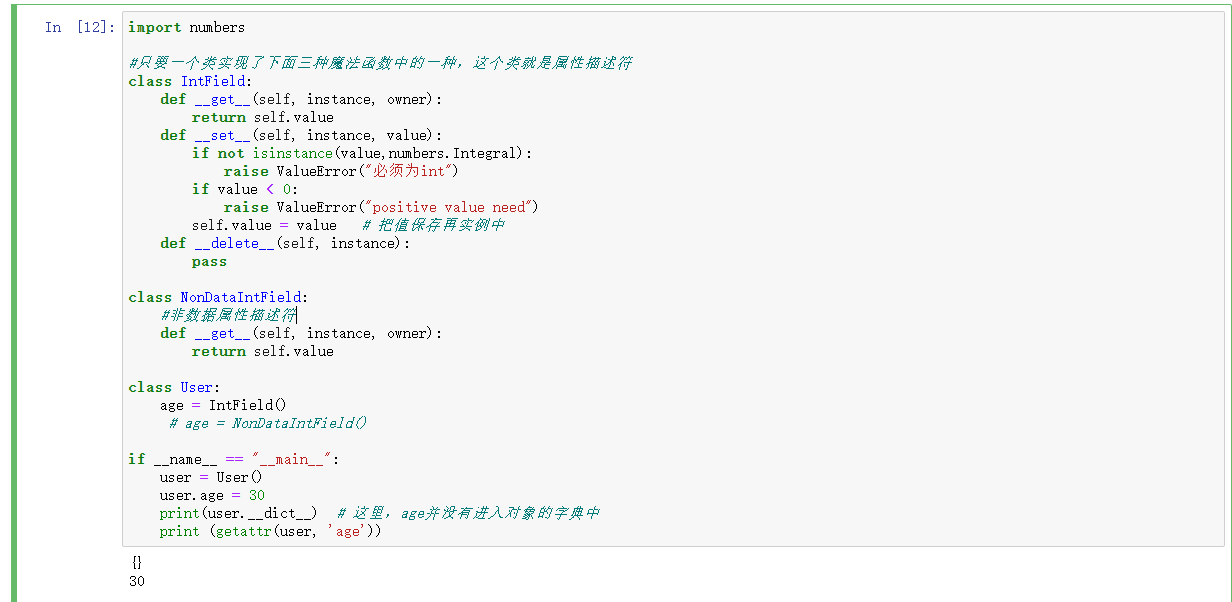 In [12]: import numbers
#只要一个类实现了下面三种魔法函数中的一种，这个类就是属性描述符
class IntField:
    def __get__(self, instance, owner):
        return self.value
    def __set__(self, instance, value):
        if not isinstance(value,numbers.Integral):
            raise ValueError("必须为int")
        if value < 0:
            raise ValueError("positive value need")
        self.value = value   # 把值保存再实例中
    def __delete__(self, instance):
        pass
class NonDataIntField:
    #非数据属性描述符
    def __get__(self, instance, owner):
        return self.value
class User:
    age = IntField()
     # age = NonDataIntField()
if __name__ == "__main__":
    user = User()
    user.age = 30
    print(user.__dict__)  # 这里，age并没有进入对象的字典中
    print (getattr(user, 'age'))
{}
30